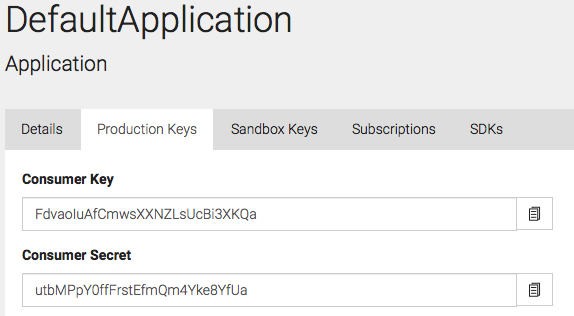 DefaultApplication
Application
Details Production Keys Sandbox Keys Subscriptions SDKs
Consumer Key
FdvaoIuAfCmwsXXNZLsUcBi3XKQa
Consumer Secret
utbMPpY0ffFrstEfmQm4Yke8YfUa